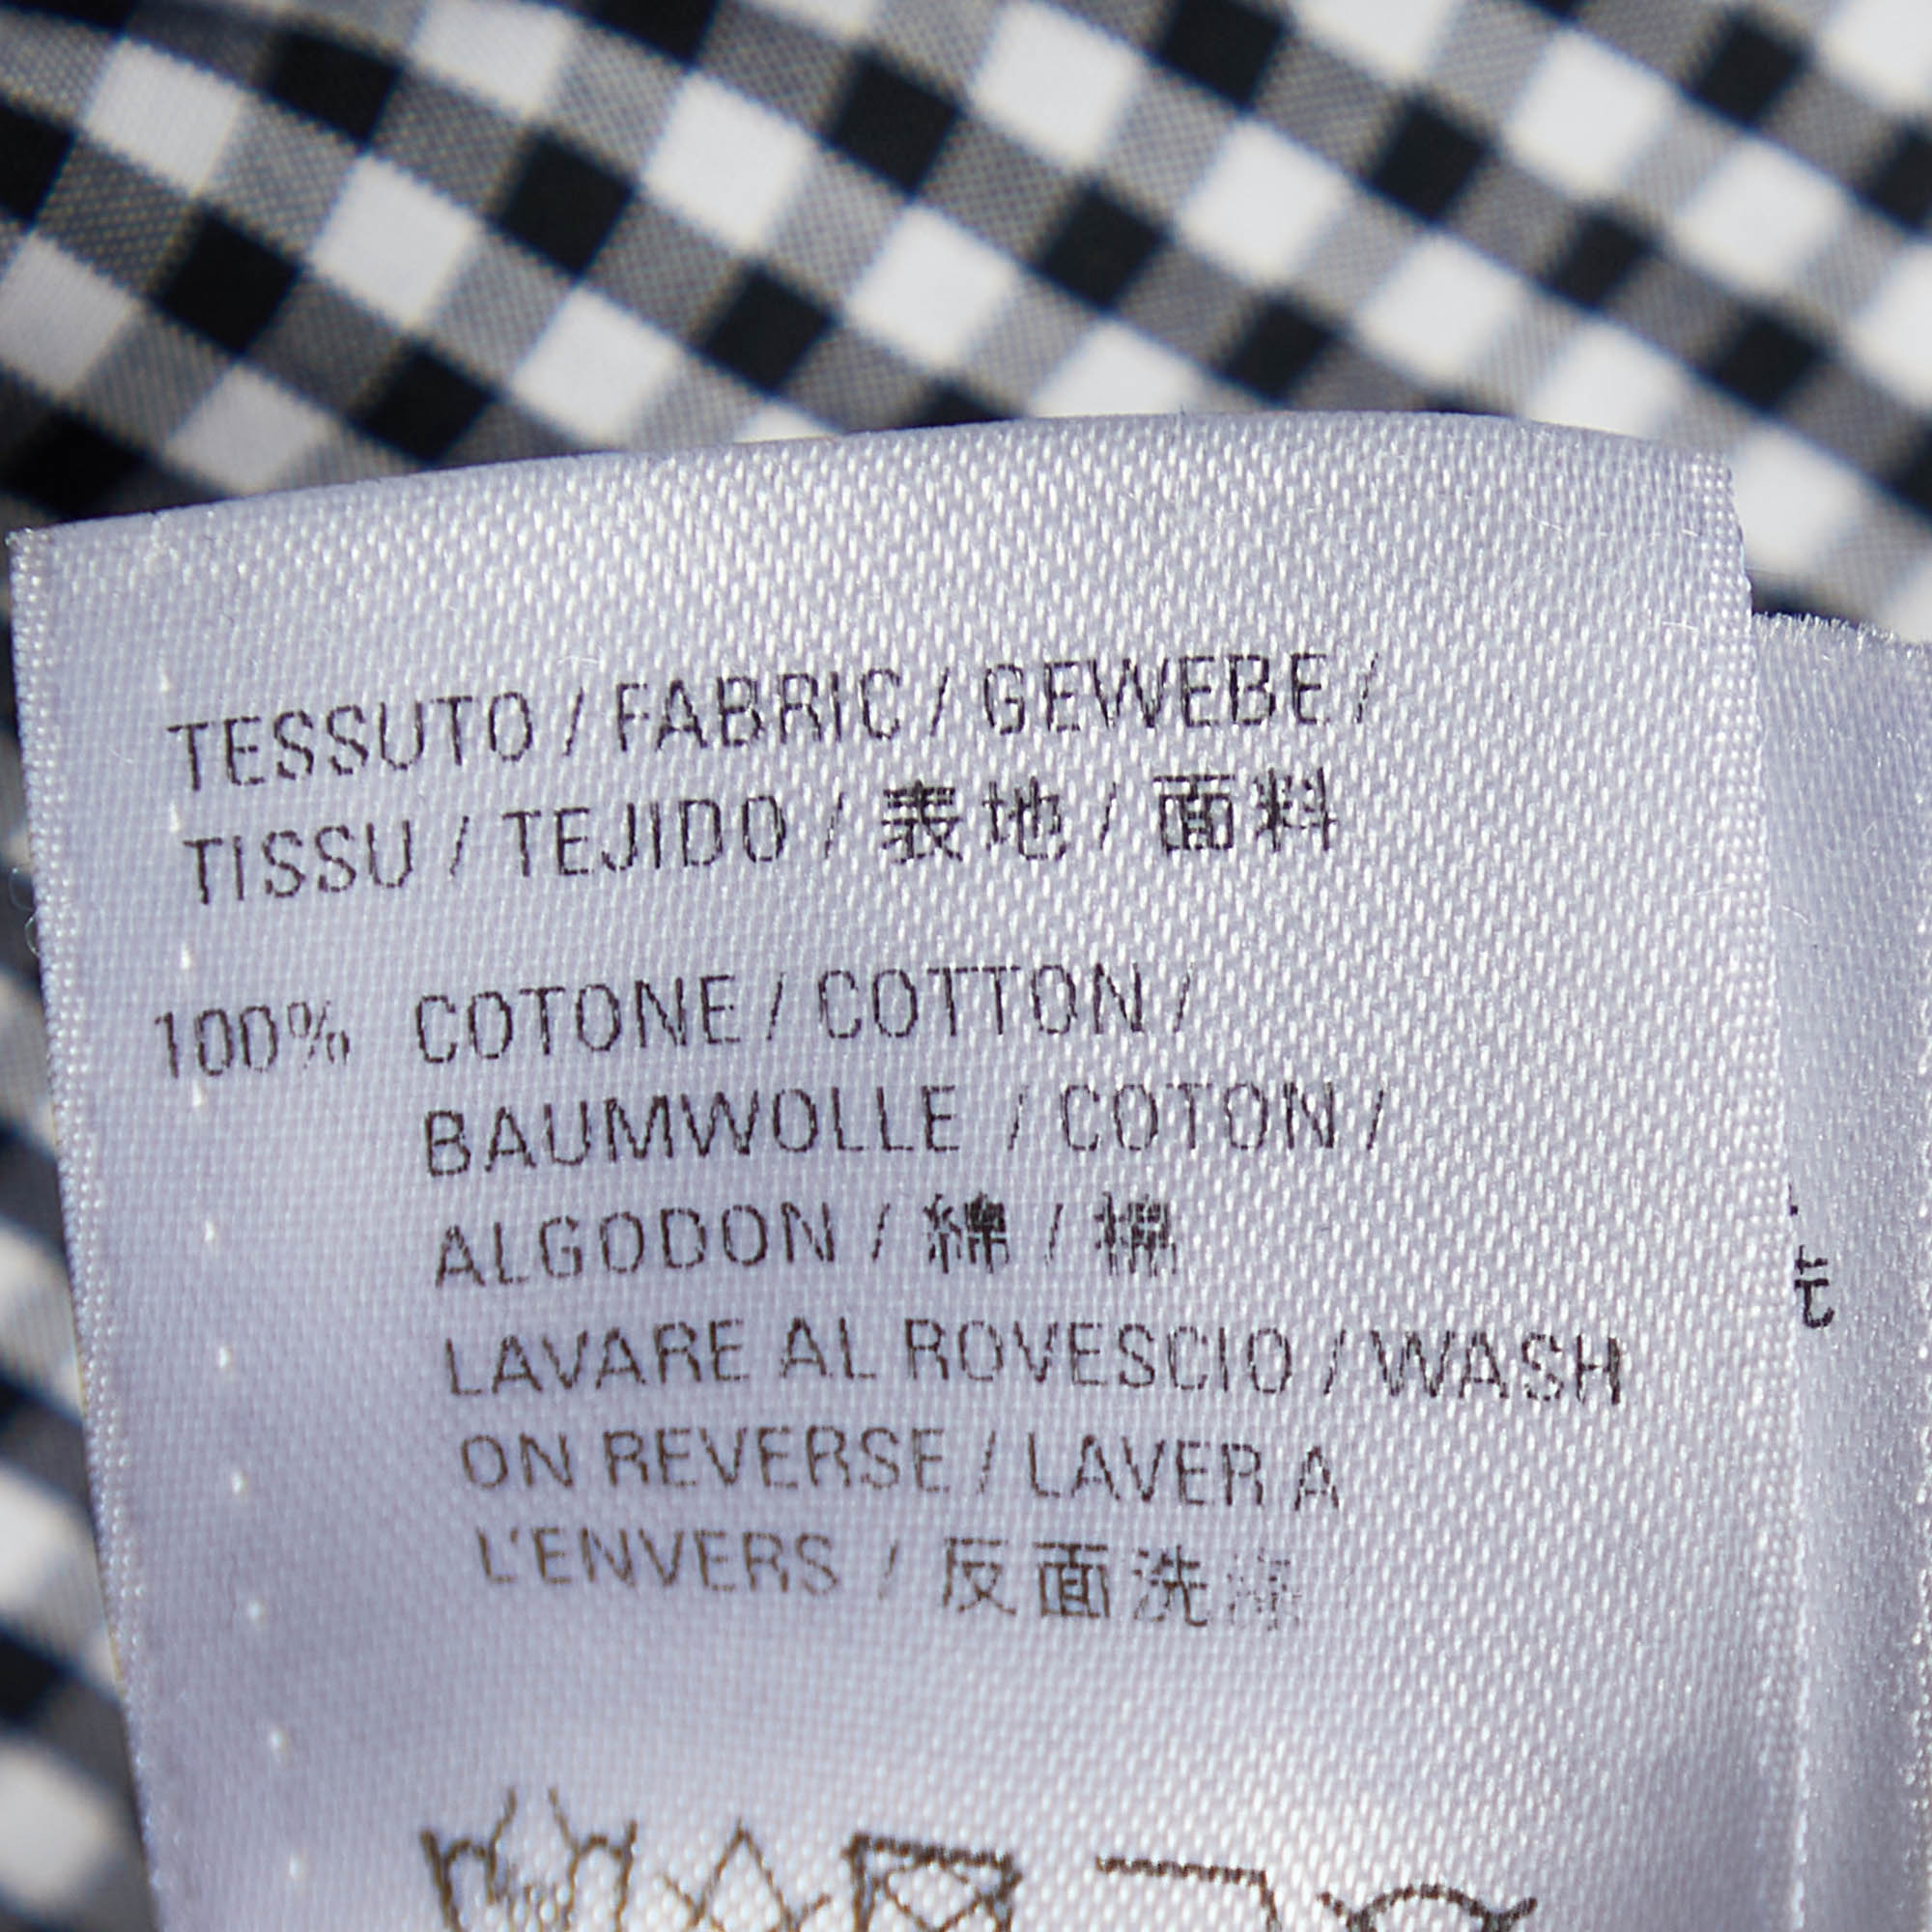 TESSUTO / FABRIC / GEWEBE /
TISSU / TEJIDO / 表地 / 面料
100% COTONE / COTTON /
BAUMWOLLE / COTON /
ALGODON / 綿 / 棉
LAVARE AL ROVESCIO / WASH
ON REVERSE / LAVER A
L'ENVERS / 反面洗涤